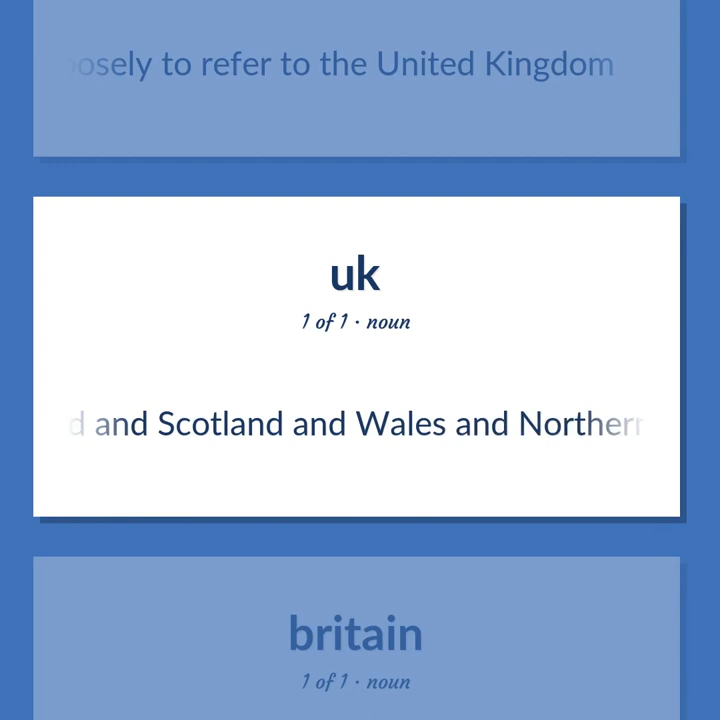 osely to refer to the United Kingdom
uk
1 of 1 · noun
d and Scotland and Wales and Northern
britain
1 of 1 · noun